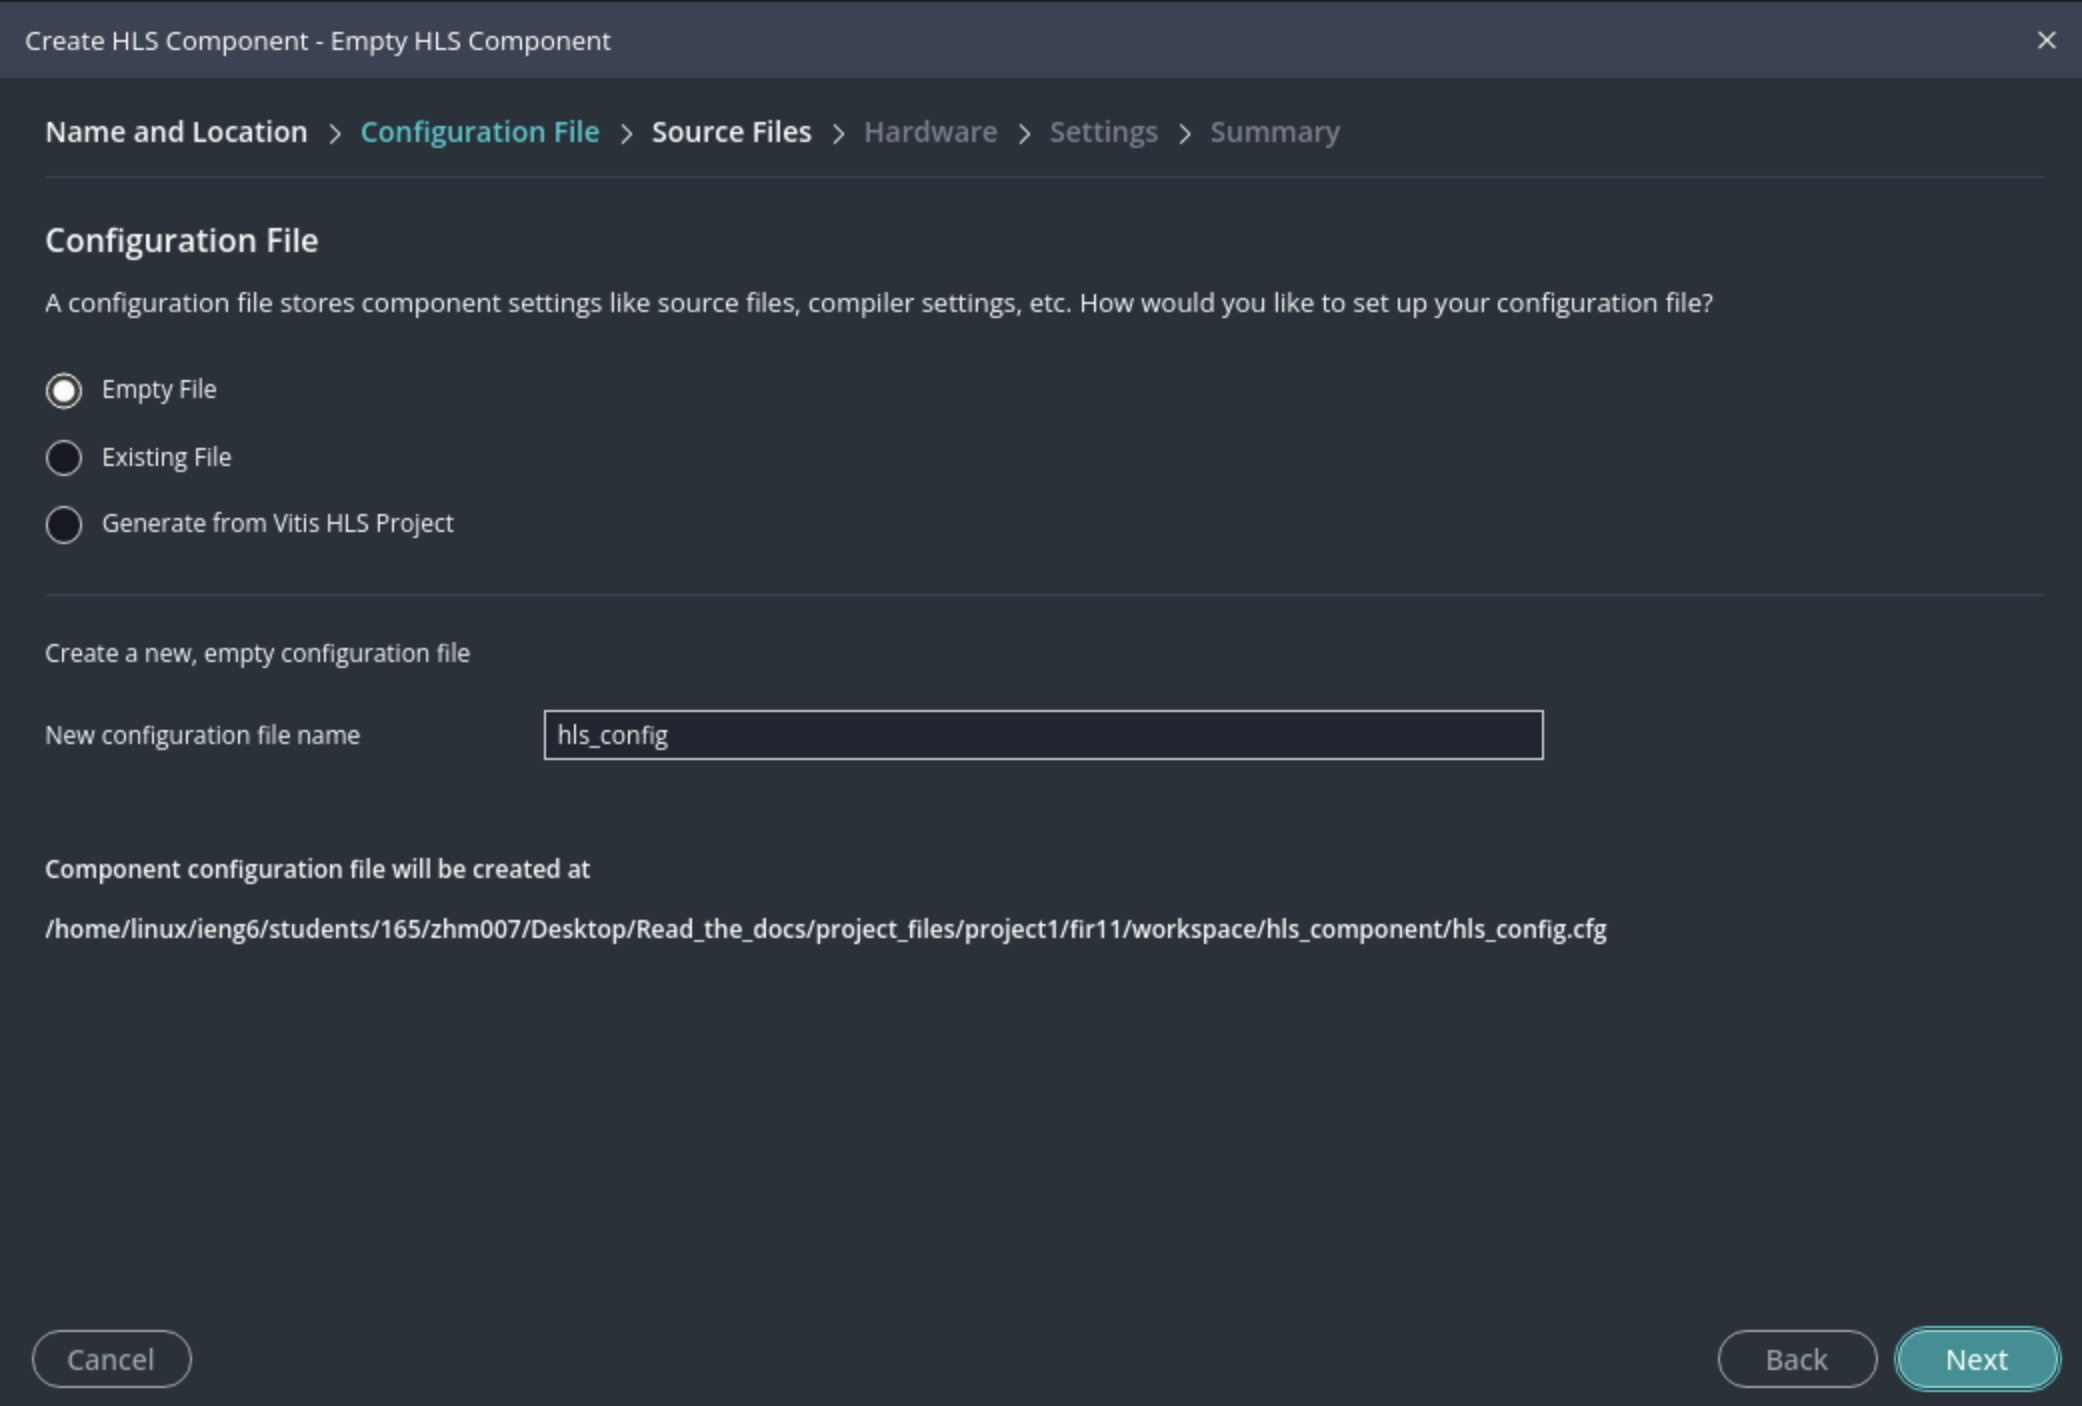 Create HLS Component - Empty HLS Component
Name and Location > Configuration File > Source Files > Hardware > Settings > Summary
Configuration File
A configuration file stores component settings like source files, compiler settings, etc. How would you like to set up your configuration file?
Empty File
Existing File
Generate from Vitis HLS Project
Create a new, empty configuration file
New configuration file name hls_config
Component configuration file will be created at
/home/linux/ieng6/students/165/zhm007/Desktop/Read_the_docs/project_files/project1/fir11/workspace/hls_component/hls_config.cfg
Cancel Back Next